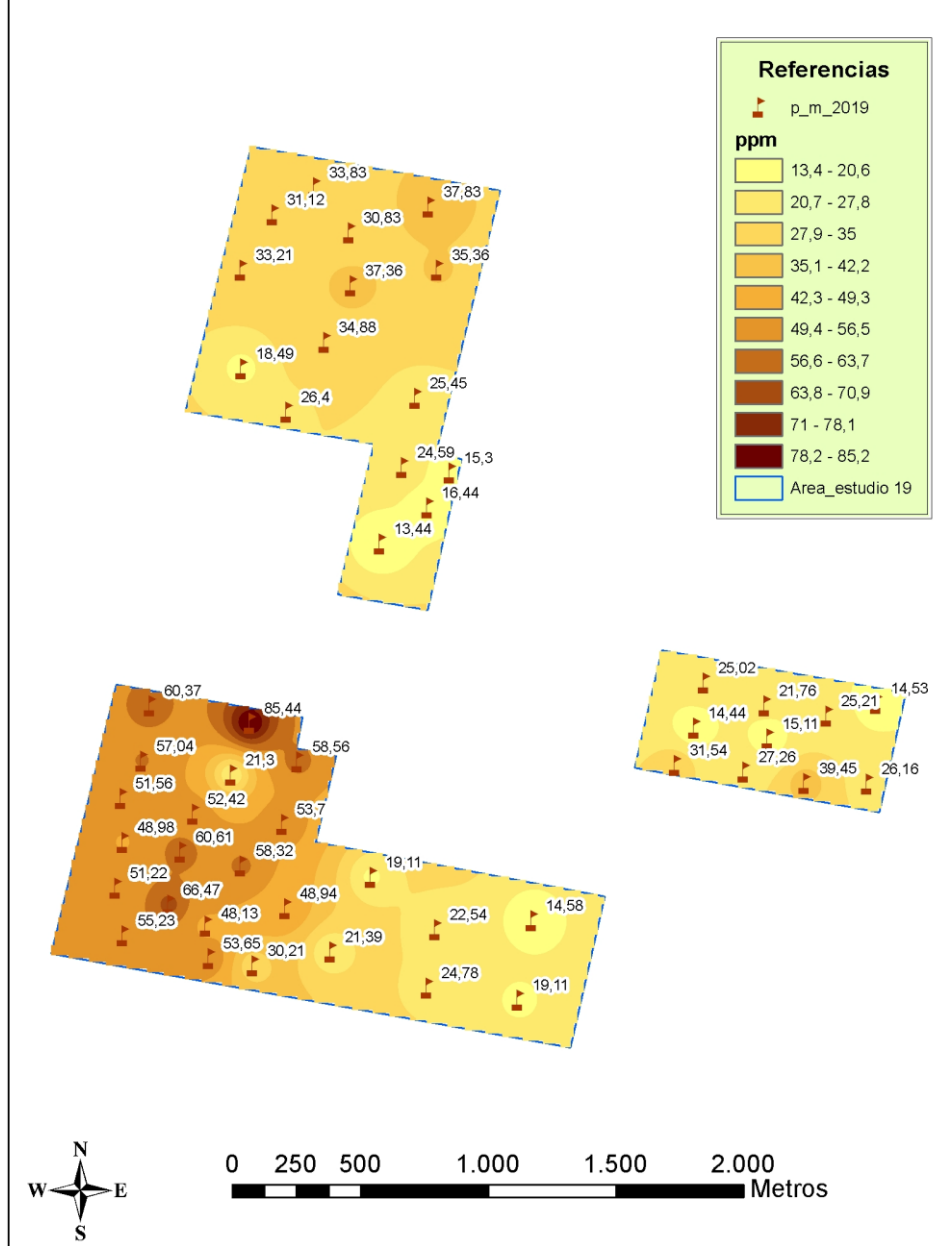 Referencias
p_m_2019
ppm
13,4 - 20,6
20,7 - 27,8
27,9 - 35
35,1 - 42,2
42,3 - 49,3
49,4 - 56,5
56,6 - 63,7
63,8 - 70,9
71 - 78,1
78,2 - 85,2
Area_estudio 19
33,83
37,83
31,12
30,83
33,21
35,36
37,36
34,88
18,49
25,45
26,4
24,59
15,3
16,44
13,44
25,02
14,53
21,76
25,21
14,44
15,11
31,54
27,26
39,45
26,16
60,37
85,44
57,04
21,3
58,56
51,56
52,42
53,7
48,98
60,61
58,32
19,11
51,22
66,47
48,94
14,58
55,23
48,13
22,54
53,65
30,21
21,39
24,78
19,11
N
W E
S
0 250 500 1.000 1.500 2.000
Metros